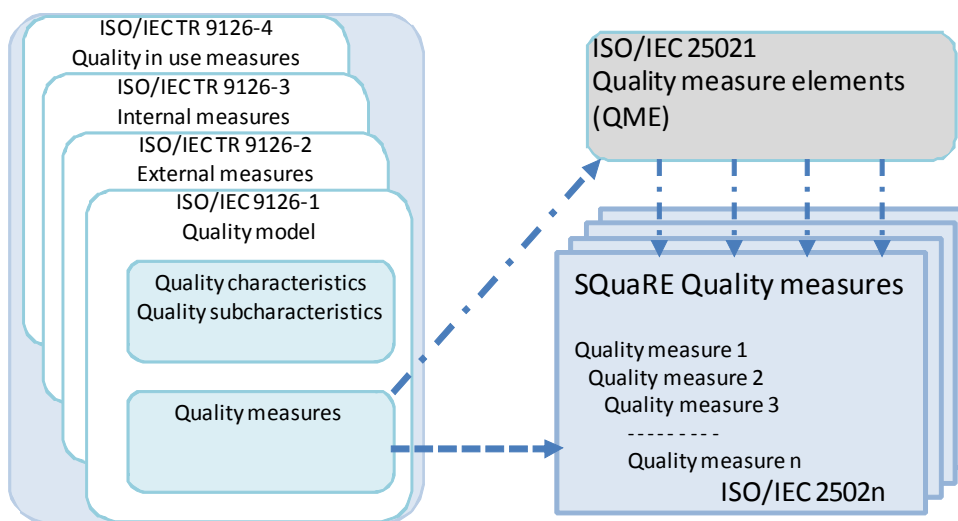 ISO/IEC TR 9126-4
Quality in use measures
ISO/IEC TR 9126-3
Internal measures
ISO/IEC TR 9126-2
External measures
ISO/IEC 9126-1
Quality model
Quality characteristics
Quality subcharacteristics
Quality measures
ISO/IEC 25021
Quality measure elements
(QME)
SQuaRE Quality measures
Quality measure 1
Quality measure 2
Quality measure 3
- - - - - - - - -
Quality measure n
ISO/IEC 2502n